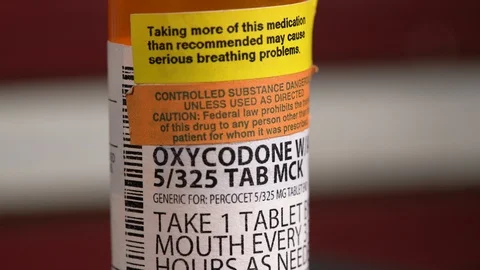 Taking more of this medication
than recommended may cause
serious breathing problems.
CONTROLLED SUBSTANCE DANGEROUS
UNLESS USED AS DIRECTED
CAUTION: Federal law prohibits the
of this drug to any person other than
patient for whom it was prescribed
OXYCODONE W/
5/325 TAB MCK
GENERIC FOR: PERCOCET 5/325 MG TABLET
TAKE 1 TABLET
MOUTH EVERY
HOURS AS